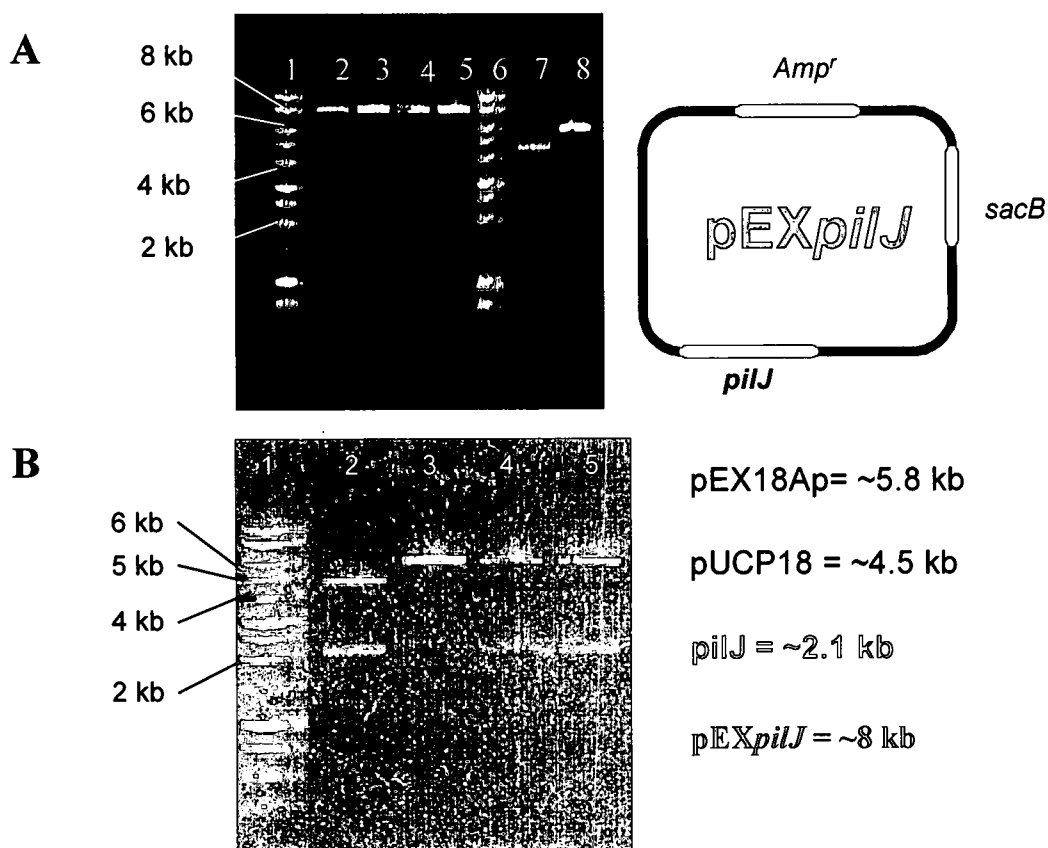 A
8 kb
6 kb
4 kb
2 kb
1 2 3 4 5 6 7 8
Ampr
sacB
pEXpilJ
pilJ
B
6 kb
5 kb
4 kb
2 kb
1 2 3 4 5
pEX18Ap= ~5.8 kb
pUCP18 = ~4.5 kb
pilJ = ~2.1 kb
pEXpilJ = ~8 kb